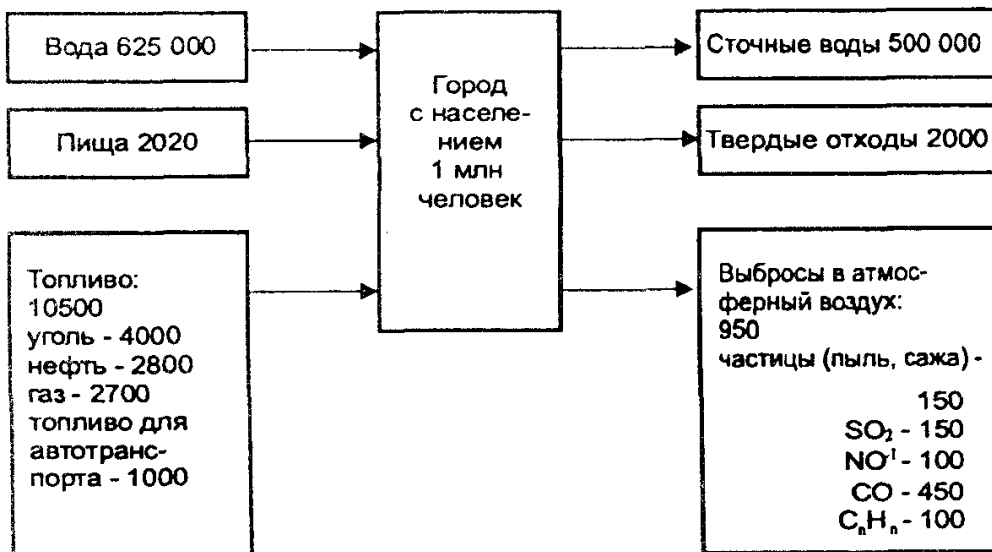 Вода 625 000
Пища 2020
Топливо:
10500
уголь - 4000
нефть - 2800
газ - 2700
топливо для
автотранс-
порта - 1000
Город
с населе-
нием
1 млн
человек
Сточные воды 500 000
Твердые отходы 2000
Выбросы в атмос-
ферный воздух:
950
частицы (пыль, сажа) -
150
SO₂ - 150
NO⁻¹ - 100
CO - 450
CₙHₙ - 100